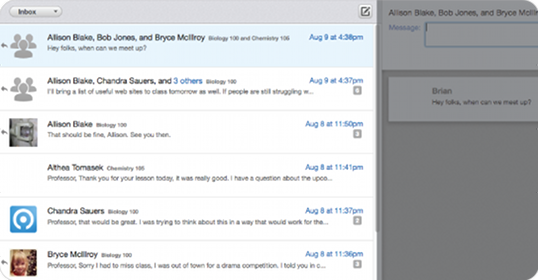 Inbox
Allison Blake, Bob Jones, and Bryce McIllroy Biology 100 and Chemistry 105 Aug 9 at 4:38pm
Hey folks, when can we meet up?
Allison Blake, Chandra Sauers, and 3 others Biology 100 Aug 9 at 4:37pm
I'll bring a list of useful web sites to class tomorrow as well. If people are still struggling w...
Allison Blake Biology 100 Aug 8 at 11:50pm
That should be fine, Allison. See you then.
Althea Tomasek Chemistry 105 Aug 8 at 11:41pm
Professor, Thank you for your lesson today, it was really good. I have a question about the upco...
Chandra Sauers Biology 100 Aug 8 at 11:37pm
Professor, that would be great. I was trying to think about this in a way that would work for the...
Bryce McIllroy Biology 100 Aug 8 at 11:36pm
Professor, Sorry I had to miss class, I was out of town for a drama competition. I told you in c...
Allison Blake, Bob Jones, and Bryce McIllroy
Message:
Brian
Hey folks, when can we meet up?